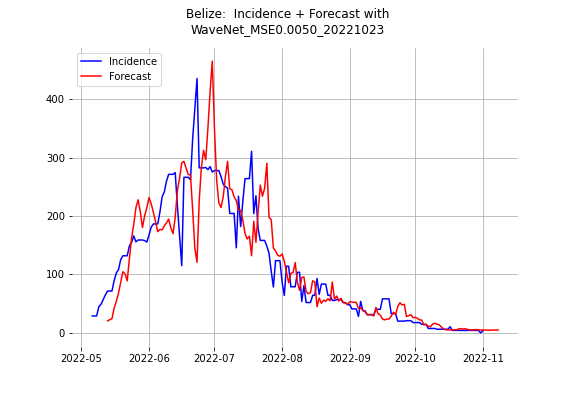 Belize:  Incidence + Forecast with
WaveNet_MSE0.0050_20221023
Incidence
Forecast
400
300
200
100
0
2022-05 2022-06 2022-07 2022-08 2022-09 2022-10 2022-11